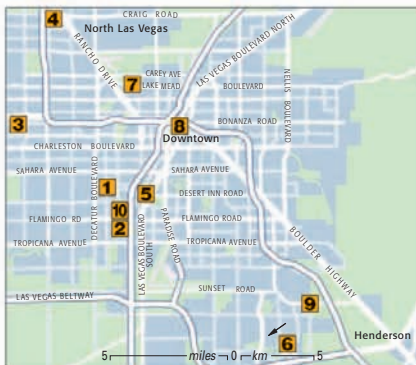 CRAIG ROAD
4
North Las Vegas
RANCHO DRIVE
LAS VEGAS BOULEVARD NORTH
7
CAREY AVE
LAKE MEAD BOULEVARD
NELLIS BOULEVARD
3
8
BONANZA ROAD
Downtown
CHARLESTON BOULEVARD
SAHARA AVENUE
SAHARA AVENUE
DECATUR BOULEVARD
1
5
DESERT INN ROAD
10
FLAMINGO RD
FLAMINGO ROAD
2
LAS VEGAS BOULEVARD
SOUTH
PARADISE ROAD
TROPICANA AVENUE
TROPICANA AVENUE
BOULDER HIGHWAY
SUNSET ROAD
LAS VEGAS BELTWAY
9
Henderson
6
5 miles 0 km 5